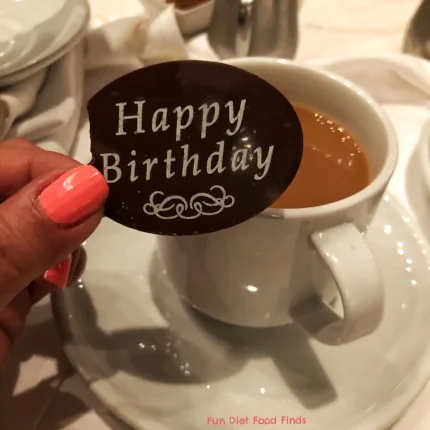 Happy
Birthday
Fun Diet Food Finds